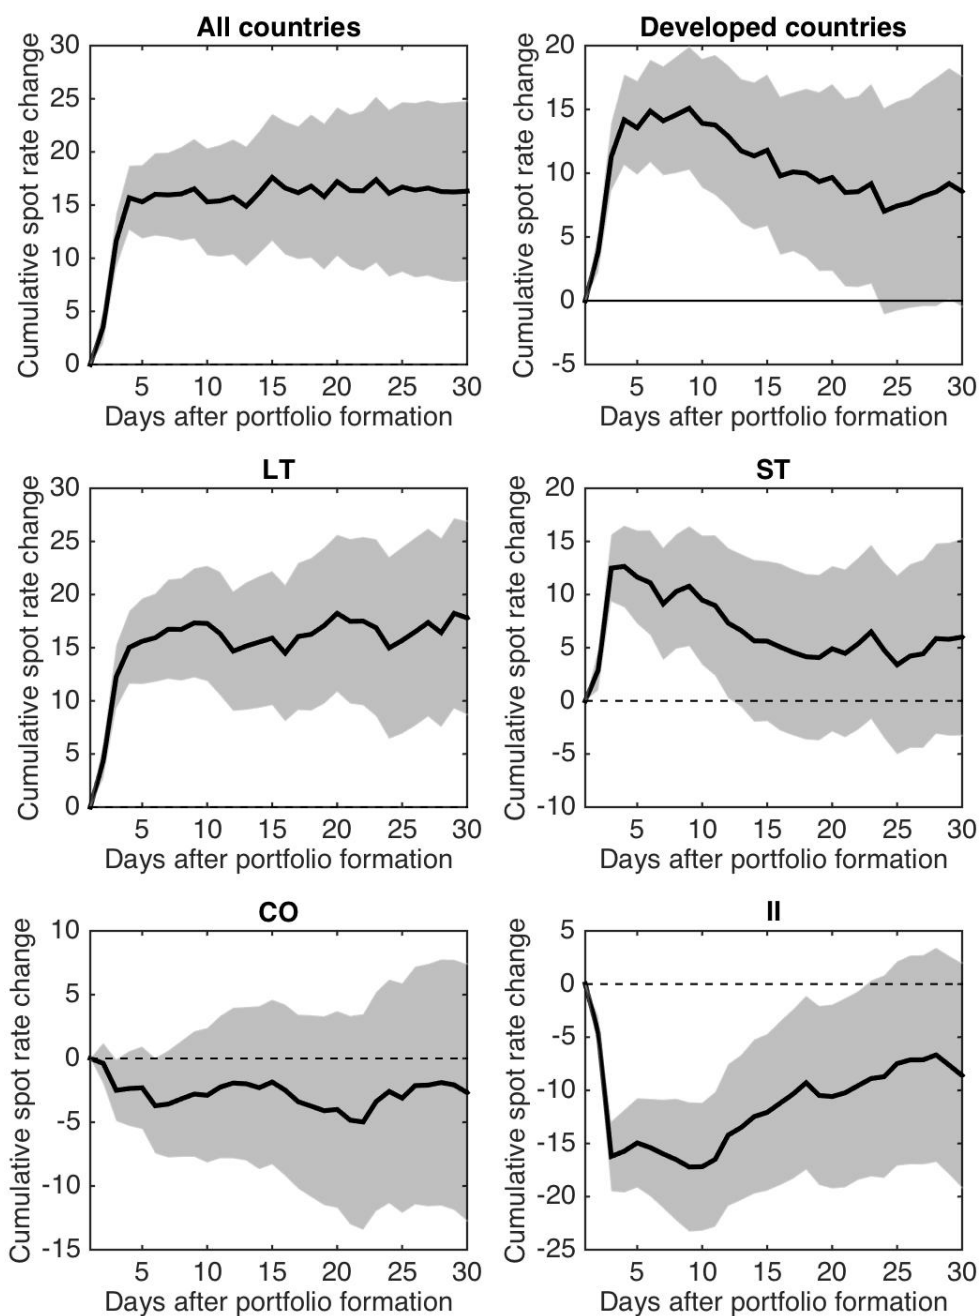 All countries
Cumulative spot rate change
30
25
20
15
10
5
0
5 10 15 20 25 30
Days after portfolio formation
Developed countries
Cumulative spot rate change
20
15
10
5
0
-5
5 10 15 20 25 30
Days after portfolio formation
LT
Cumulative spot rate change
30
25
20
15
10
5
0
5 10 15 20 25 30
Days after portfolio formation
ST
Cumulative spot rate change
20
15
10
5
0
-5
-10
5 10 15 20 25 30
Days after portfolio formation
CO
Cumulative spot rate change
10
5
0
-5
-10
-15
5 10 15 20 25 30
Days after portfolio formation
II
Cumulative spot rate change
5
0
-5
-10
-15
-20
-25
5 10 15 20 25 30
Days after portfolio formation